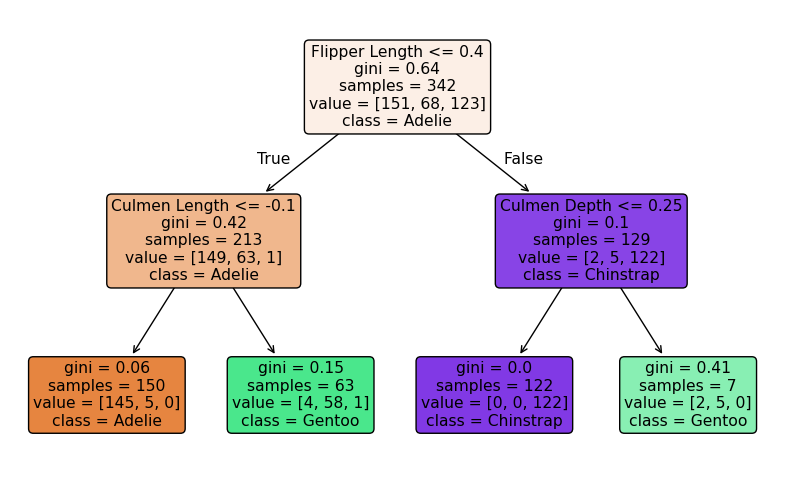 Flipper Length <= 0.4
gini = 0.64
samples = 342
value = [151, 68, 123]
class = Adelie
True
False
Culmen Length <= -0.1
gini = 0.42
samples = 213
value = [149, 63, 1]
class = Adelie
Culmen Depth <= 0.25
gini = 0.1
samples = 129
value = [2, 5, 122]
class = Chinstrap
gini = 0.06
samples = 150
value = [145, 5, 0]
class = Adelie
gini = 0.15
samples = 63
value = [4, 58, 1]
class = Gentoo
gini = 0.0
samples = 122
value = [0, 0, 122]
class = Chinstrap
gini = 0.41
samples = 7
value = [2, 5, 0]
class = Gentoo